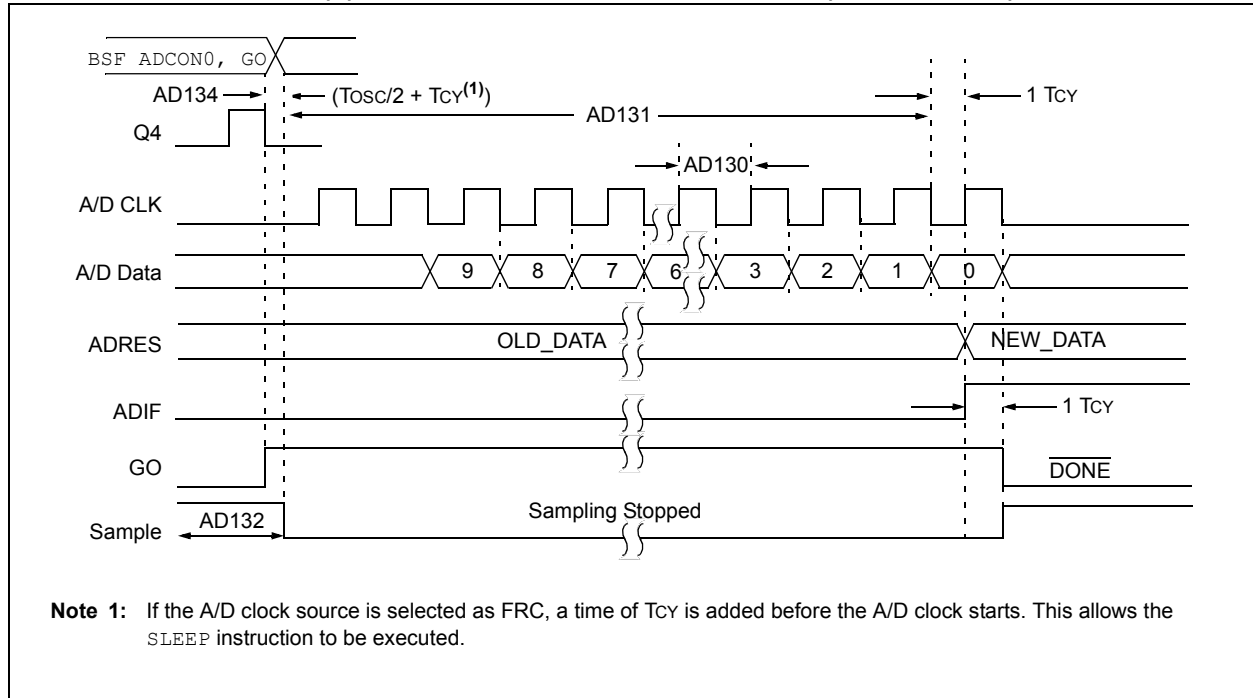 BSF ADCON0, GO
AD134 (TOSC/2 + TCY(1)) 1 TCY
AD131
Q4
AD130
A/D CLK
A/D Data 9 8 7 6 3 2 1 0
ADRES OLD_DATA NEW_DATA
ADIF 1 TCY
GO DONE
Sample AD132 Sampling Stopped
Note 1: If the A/D clock source is selected as FRC, a time of TCY is added before the A/D clock starts. This allows the
SLEEP instruction to be executed.